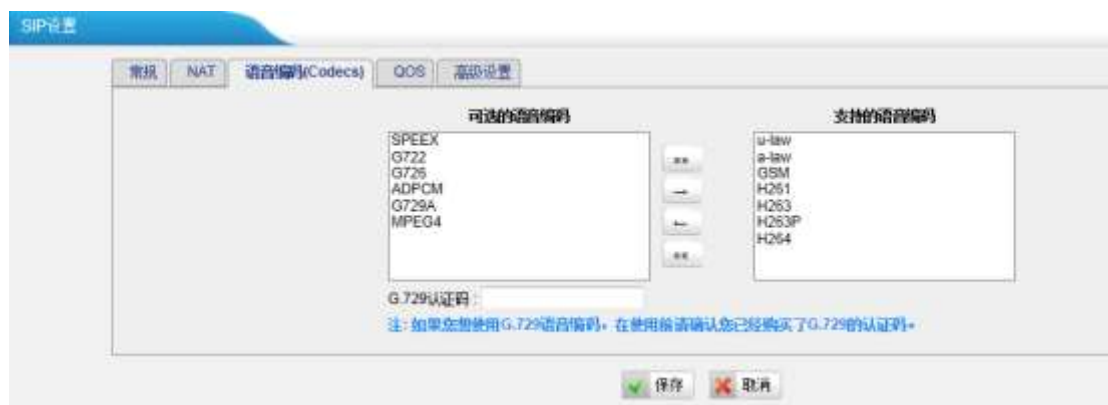 SIP设置
常规 NAT 语音编码(Codecs) QOS 高级设置
可选的语音编码 支持的语音编码
SPEEX
G722
G726
ADPCM
G729A
MPEG4
u-law
a-law
GSM
H261
H263
H263P
H264
G.729认证码：
注: 如果您想使用G.729语音编码，在使用前请确认您已经购买了G.729的认证码。
保存 取消